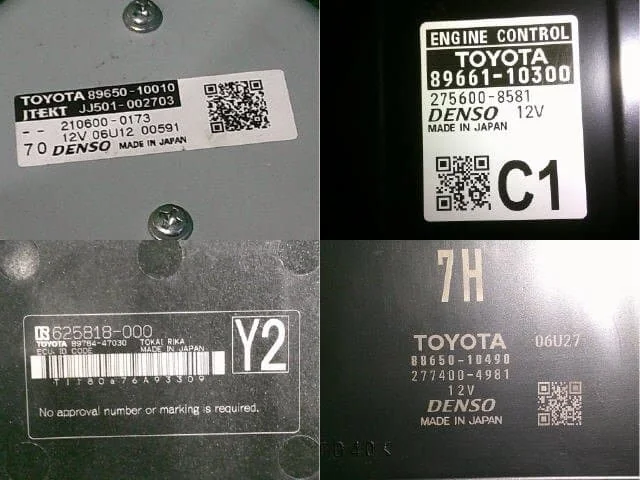 TOYOTA 89650-10010
JTEKT JJ501-002703
-- 210600-0173
12V 06U12 00591
70 DENSO MADE IN JAPAN
ENGINE CONTROL
TOYOTA
89661-10300
275600-8581
DENSO 12V
MADE IN JAPAN
C1
625818-000
TOYOTA 89784-47030 TOKAI RIKA
ECU, ID CODE MADE IN JAPAN
Y2
No approval number or marking is required.
7H
TOYOTA 06U27
88650-10490
277400-4981
12V
DENSO
MADE IN JAPAN